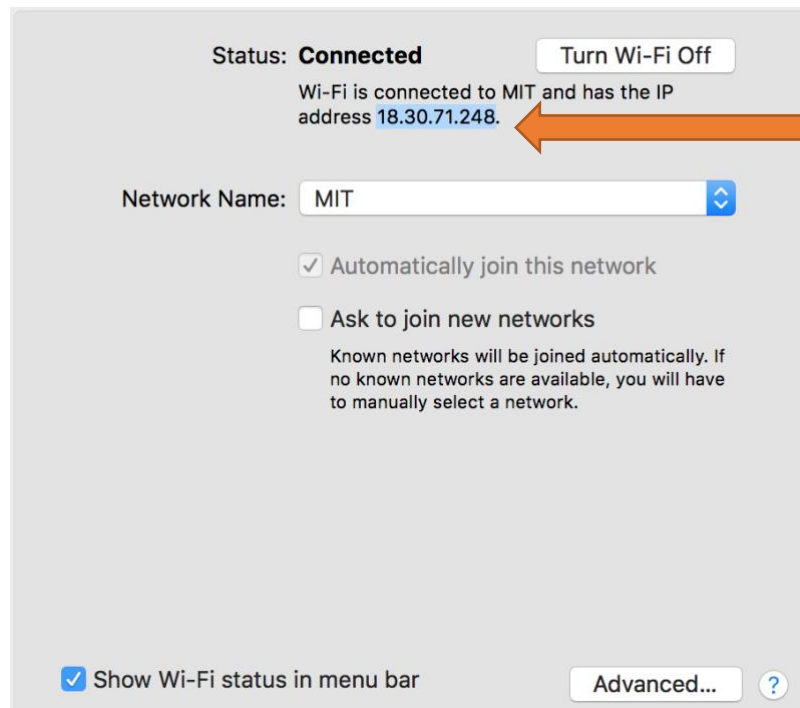 Status: Connected
Turn Wi-Fi Off
Wi-Fi is connected to MIT and has the IP
address 18.30.71.248.
Network Name: MIT
Automatically join this network
Ask to join new networks
Known networks will be joined automatically. If
no known networks are available, you will have
to manually select a network.
Show Wi-Fi status in menu bar
Advanced...
?